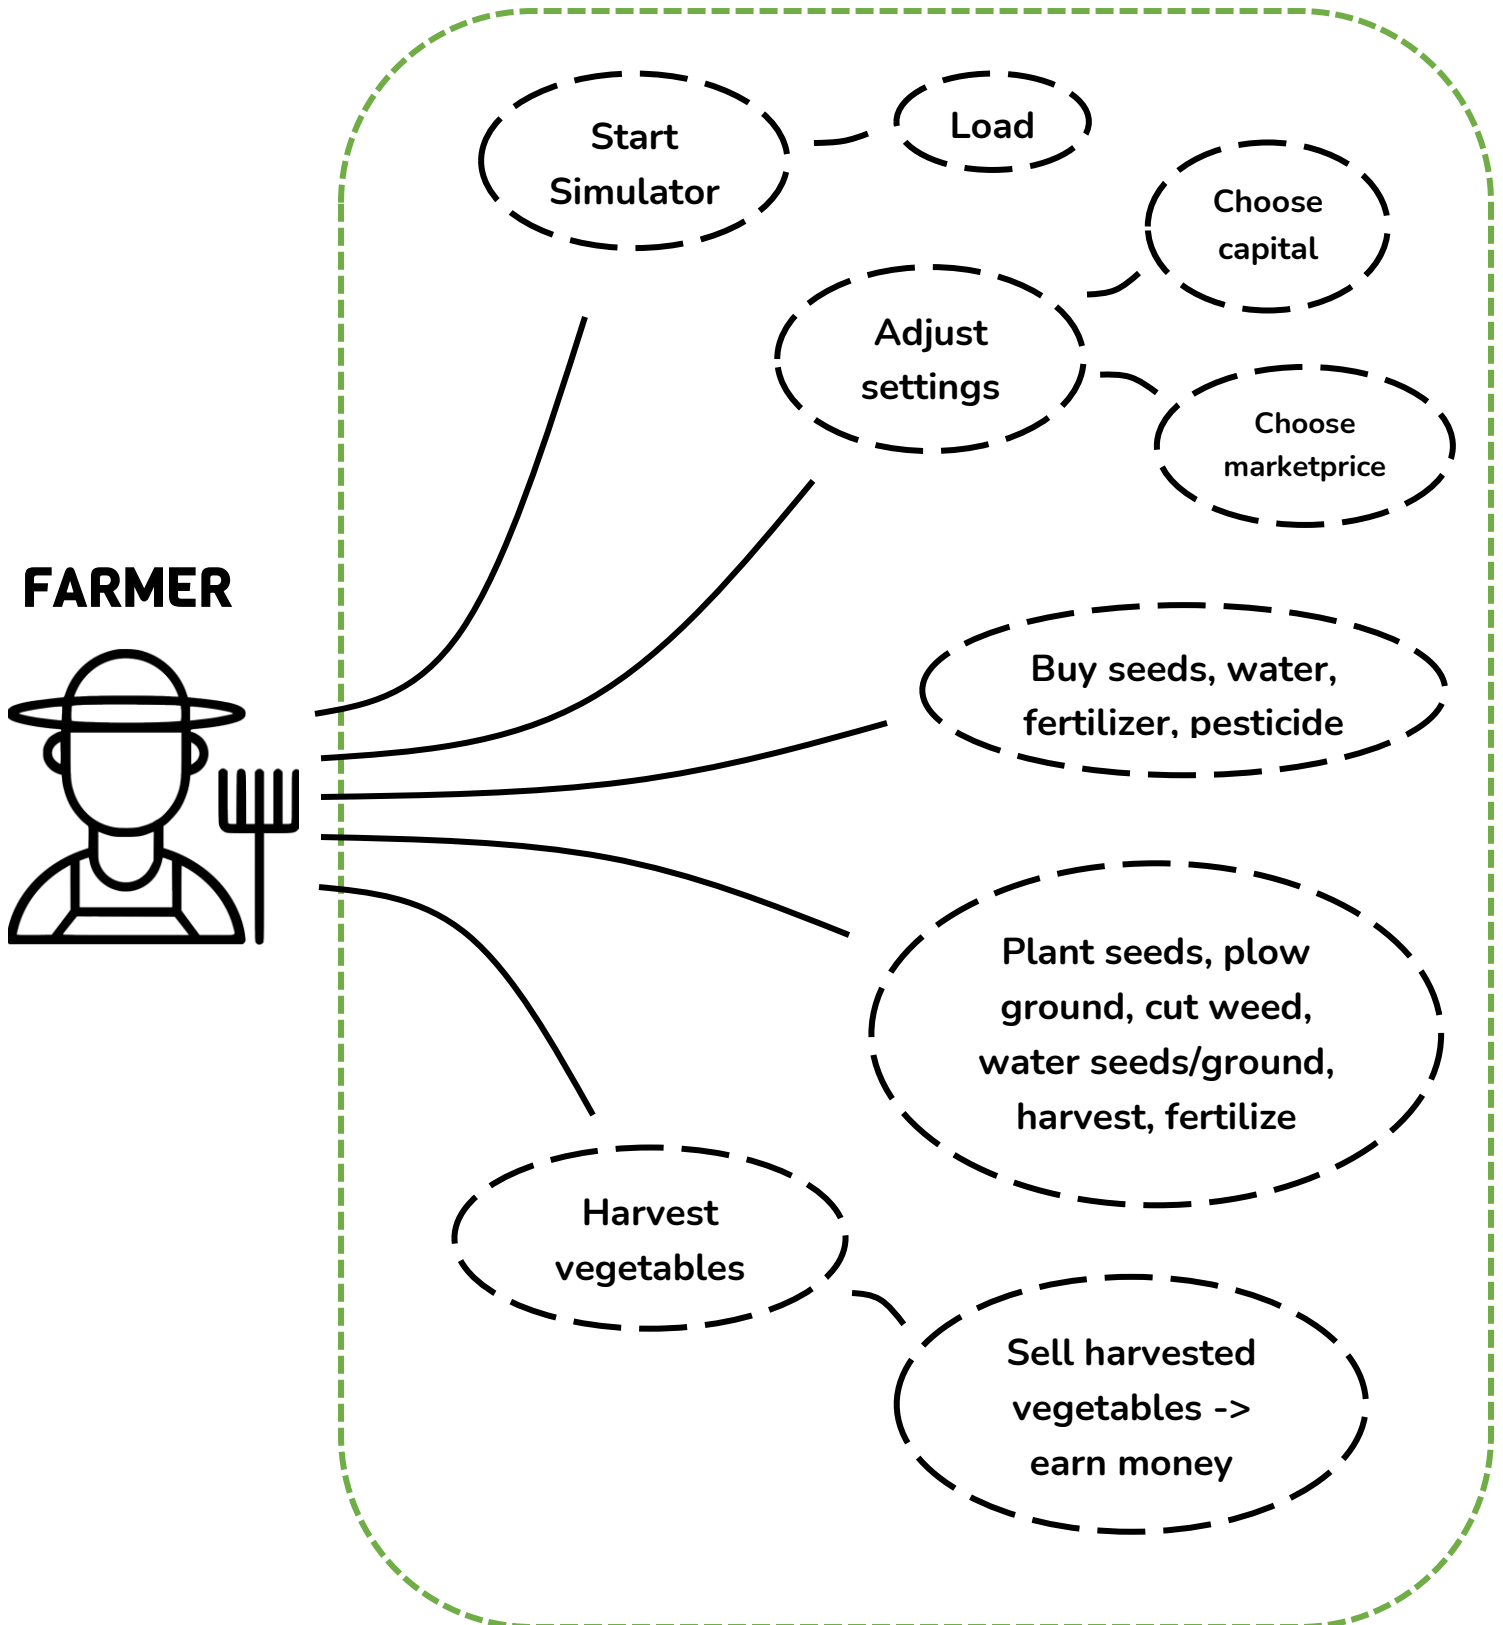 Start
Simulator
Load
Choose
capital
Adjust
settings
Choose
marketprice
FARMER
Buy seeds, water,
fertilizer, pesticide
Plant seeds, plow
ground, cut weed,
water seeds/ground,
harvest, fertilize
Harvest
vegetables
Sell harvested
vegetables ->
earn money